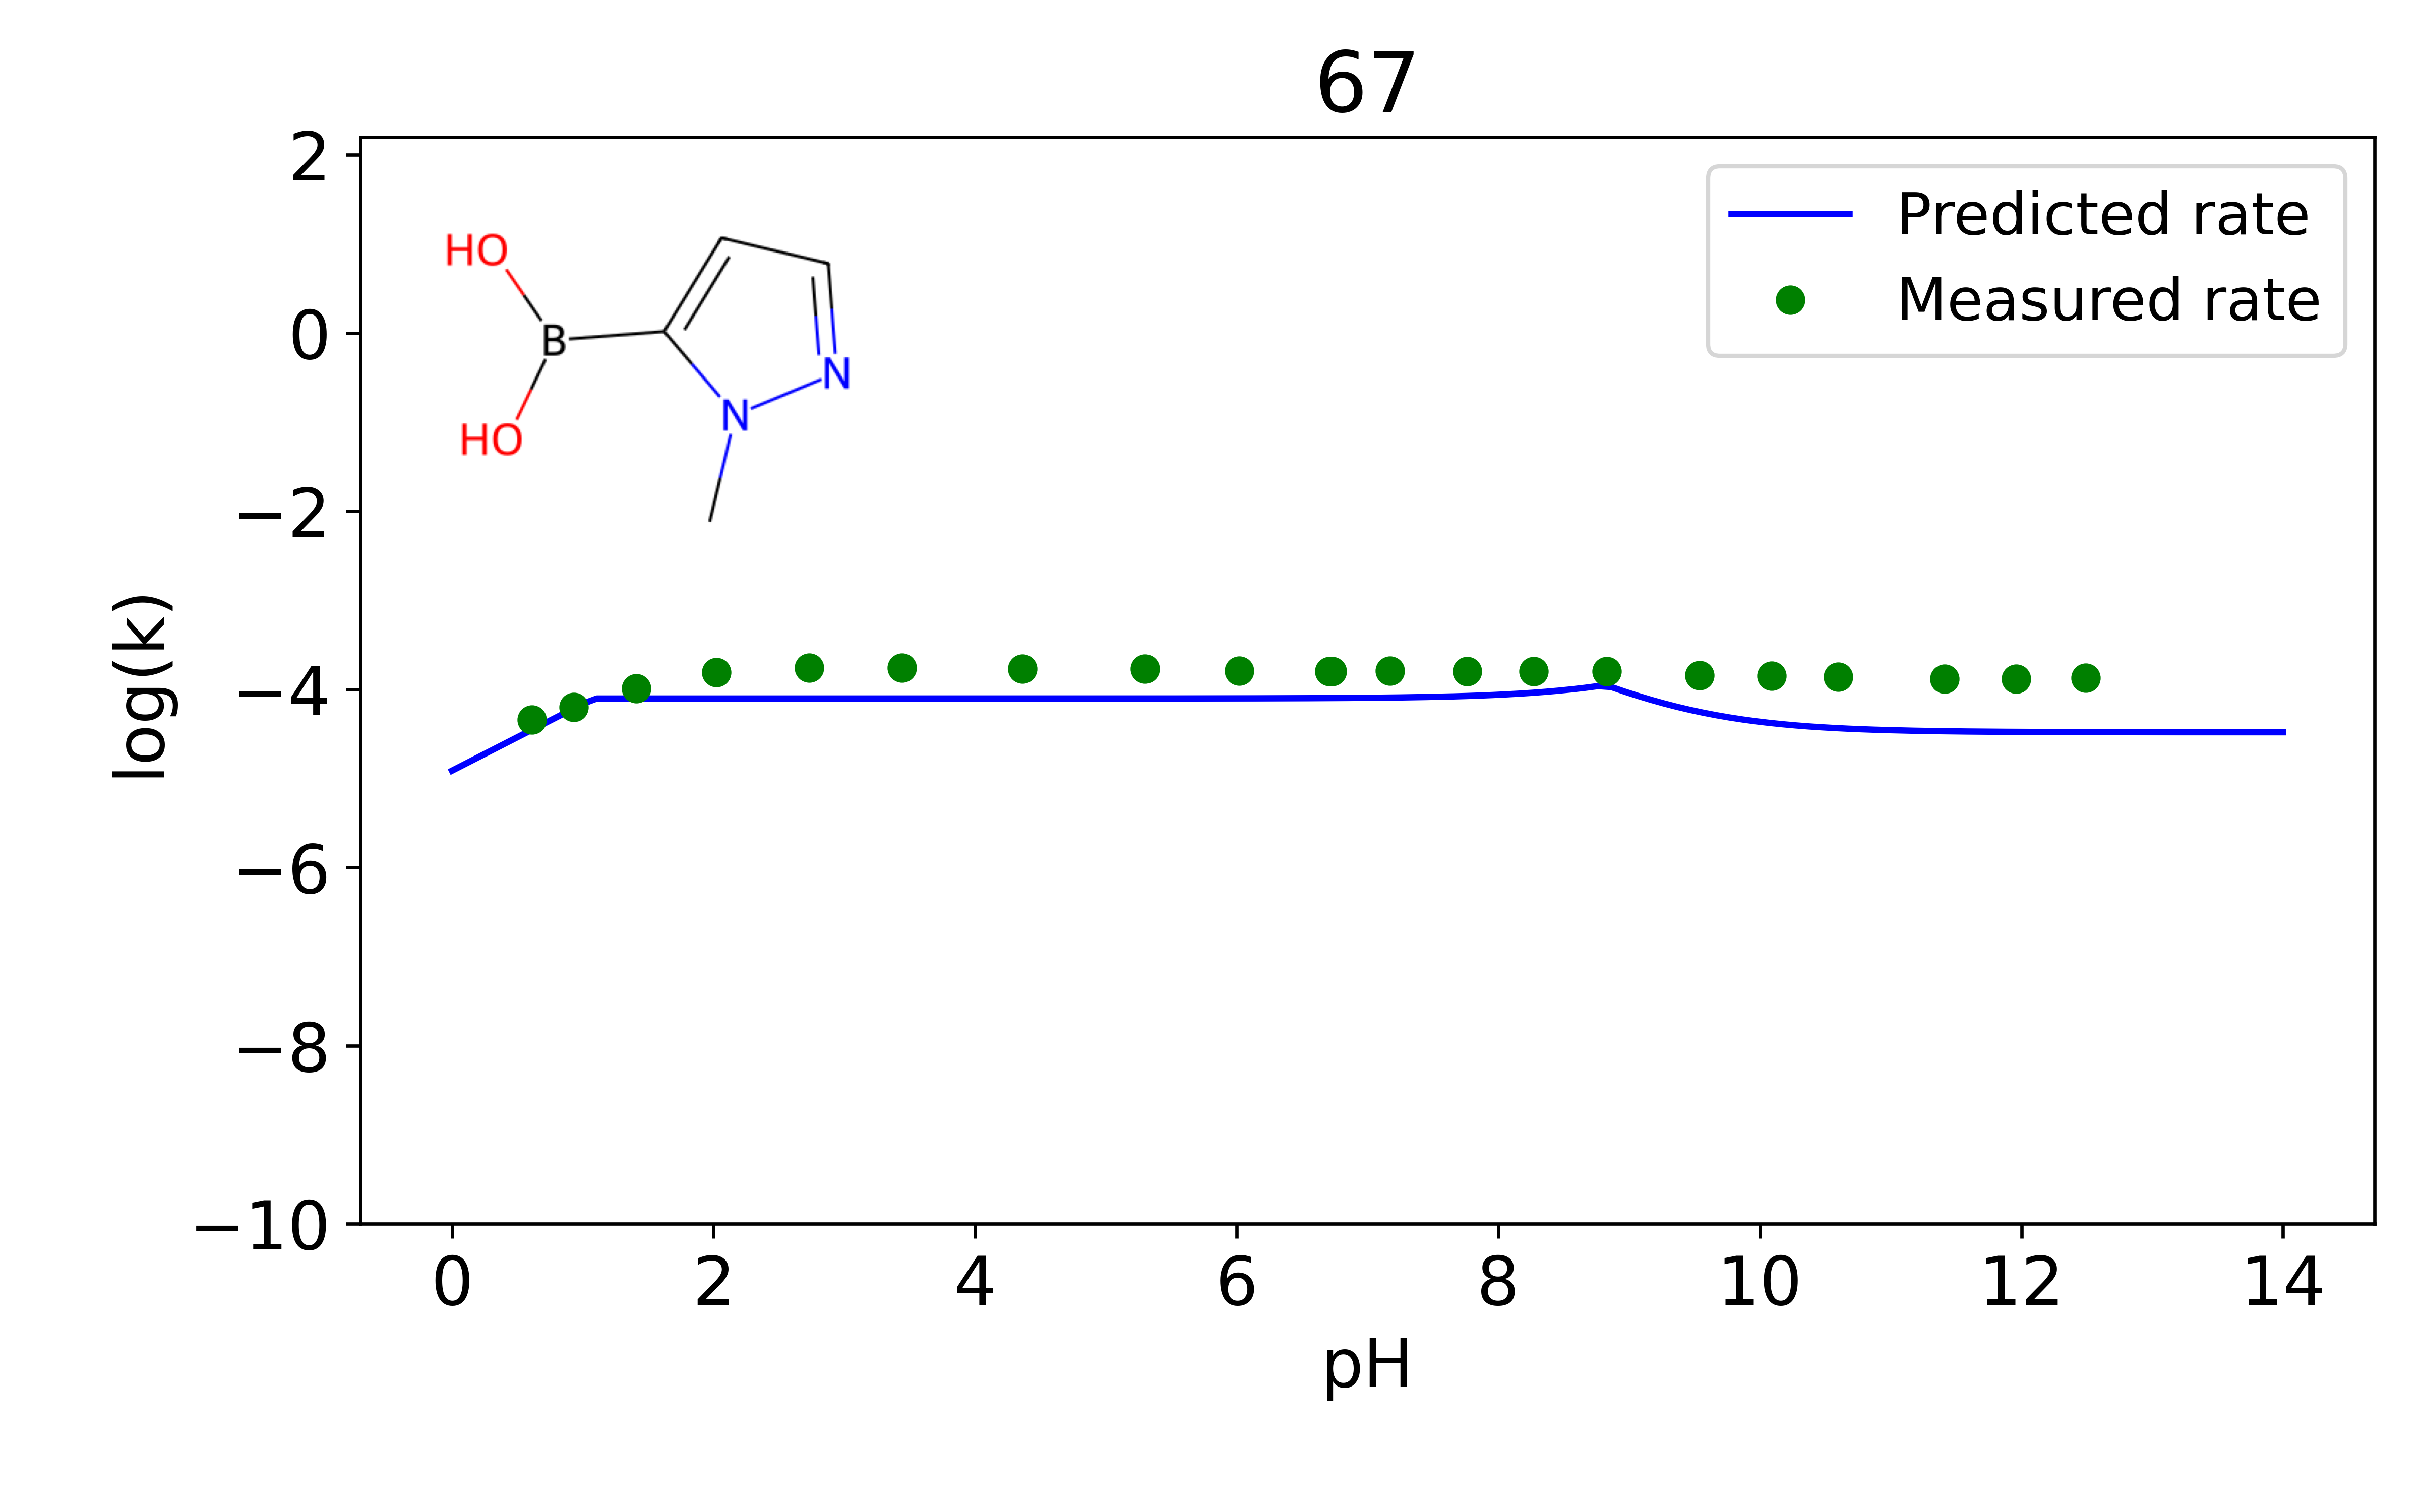 67
2
0
−2
−4
−6
−8
−10
log(k)
HO
B
HO
N
N
Predicted rate
Measured rate
0 2 4 6 8 10 12 14
pH